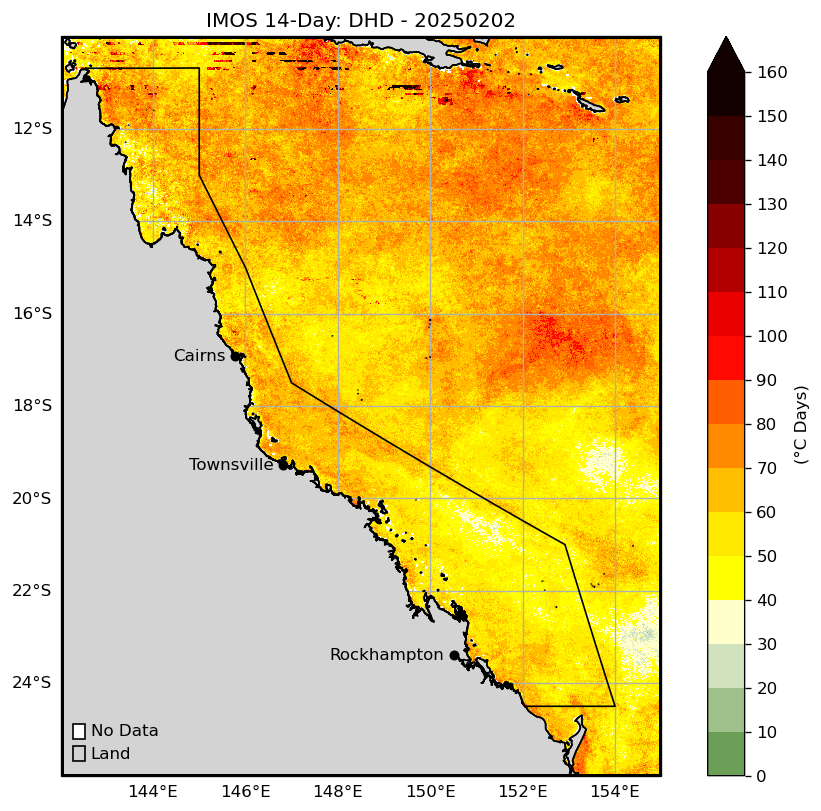 IMOS 14-Day: DHD - 20250202
12°S
14°S
16°S
Cairns
18°S
Townsville
20°S
22°S
Rockhampton
24°S
No Data
Land
144°E 146°E 148°E 150°E 152°E 154°E
160
150
140
130
120
110
100
90
80
70
60
50
40
30
20
10
0
(°C Days)